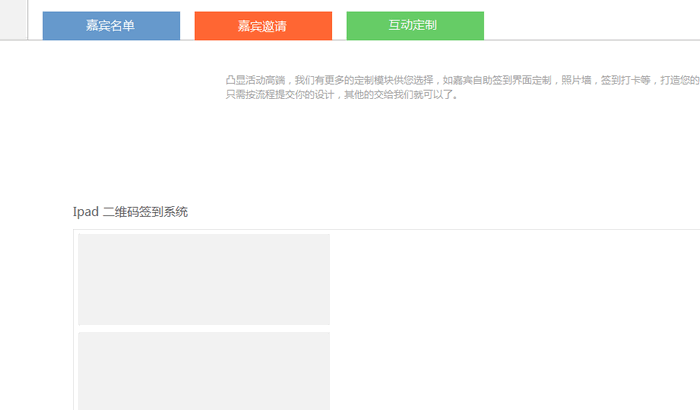 嘉宾名单 嘉宾邀请 互动定制
凸显活动高端，我们有更多的定制模块供您选择，如嘉宾自助签到界面定制，照片墙，签到打卡等，打造您的
只需按流程提交你的设计，其他的交给我们就可以了。
Ipad 二维码签到系统